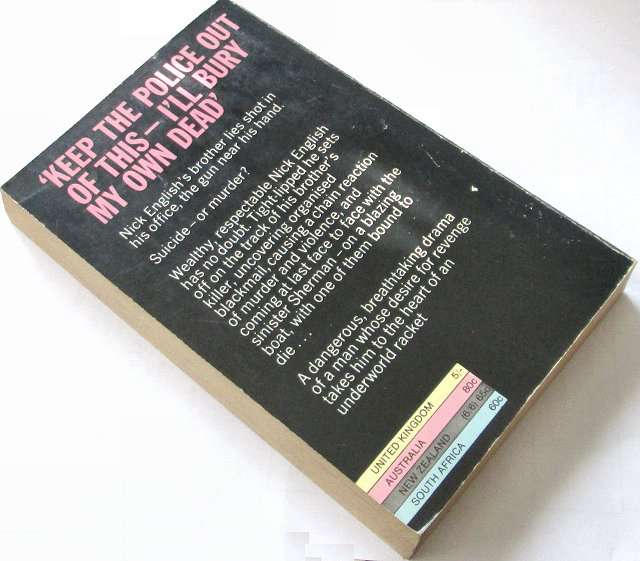 'KEEP THE POLICE OUT
OF THIS — I'LL BURY
MY OWN DEAD'
Nick English's brother lies shot in
his office, the gun near his hand.
Suicide – or murder?
Wealthy, respectable Nick English
has no doubt. Tight-lipped he sets
off on the track of his brother's
killer, uncovering organised
blackmail, causing a chain reaction
of murder and violence, and
coming at last face to face with the
sinister Sherman - on a blazing
boat, with one of them bound to
die ....
A dangerous, breathtaking drama
of a man whose desire for revenge
takes him to the heart of an
underworld racket
UNITED KINGDOM 5/-
AUSTRALIA 80c
NEW ZEALAND (6/6) 65c
SOUTH AFRICA 60c